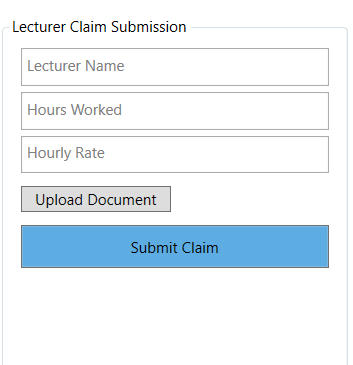 Lecturer Claim Submission
Lecturer Name
Hours Worked
Hourly Rate
Upload Document
Submit Claim